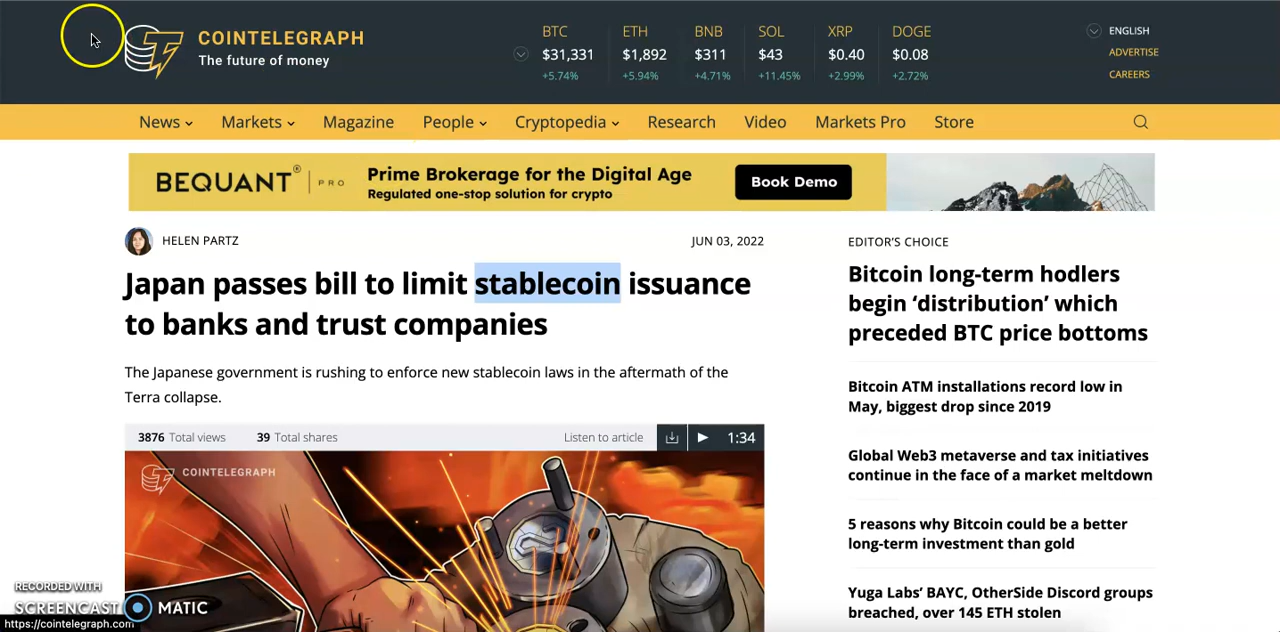 COINTELEGRAPH
The future of money
BTC
$31,331
+5.74%
ETH
$1,892
+5.94%
BNB
$311
+4.71%
SOL
$43
+11.45%
XRP
$0.40
+2.99%
DOGE
$0.08
+2.72%
ENGLISH
ADVERTISE
CAREERS
News Markets Magazine People Cryptopedia Research Video Markets Pro Store
BEQUANT® PRO
Prime Brokerage for the Digital Age
Regulated one-stop solution for crypto
Book Demo
HELEN PARTZ
JUN 03, 2022
Japan passes bill to limit stablecoin issuance
to banks and trust companies
The Japanese government is rushing to enforce new stablecoin laws in the aftermath of the
Terra collapse.
3876 Total views 39 Total shares Listen to article 1:34
COINTELEGRAPH
EDITOR'S CHOICE
Bitcoin long-term hodlers
begin ‘distribution’ which
preceded BTC price bottoms
Bitcoin ATM installations record low in
May, biggest drop since 2019
Global Web3 metaverse and tax initiatives
continue in the face of a market meltdown
5 reasons why Bitcoin could be a better
long-term investment than gold
Yuga Labs’ BAYC, OtherSide Discord groups
breached, over 145 ETH stolen
RECORDED WITH
SCREENCAST MATIC
https://cointelegraph.com